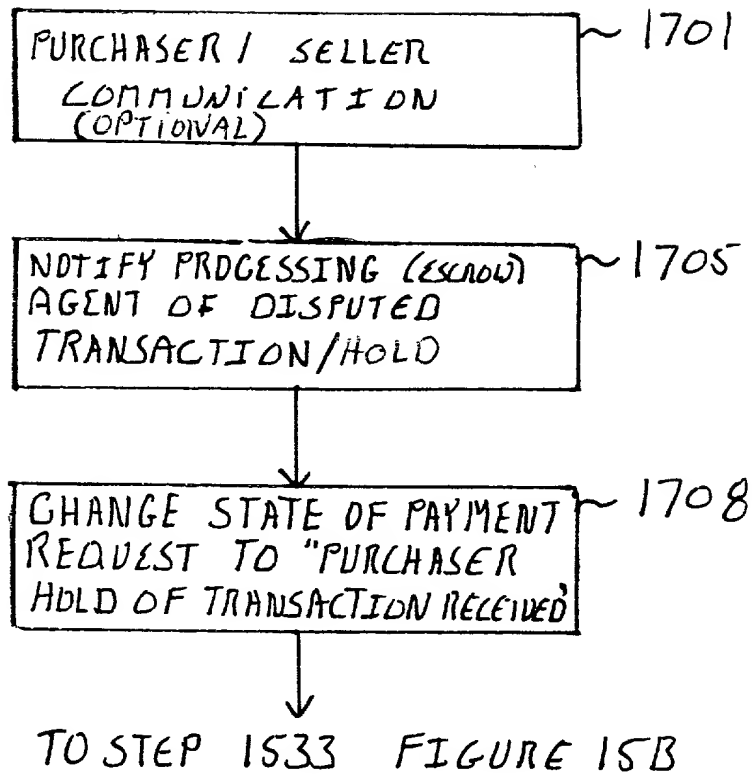 PURCHASER / SELLER
COMMUNICATION
(OPTIONAL)
1701
NOTIFY PROCESSING (ESCROW)
AGENT OF DISPUTED
TRANSACTION/HOLD
1705
CHANGE STATE OF PAYMENT
REQUEST TO "PURCHASER
HOLD OF TRANSACTION RECEIVED"
1708
TO STEP 1533 FIGURE 15B